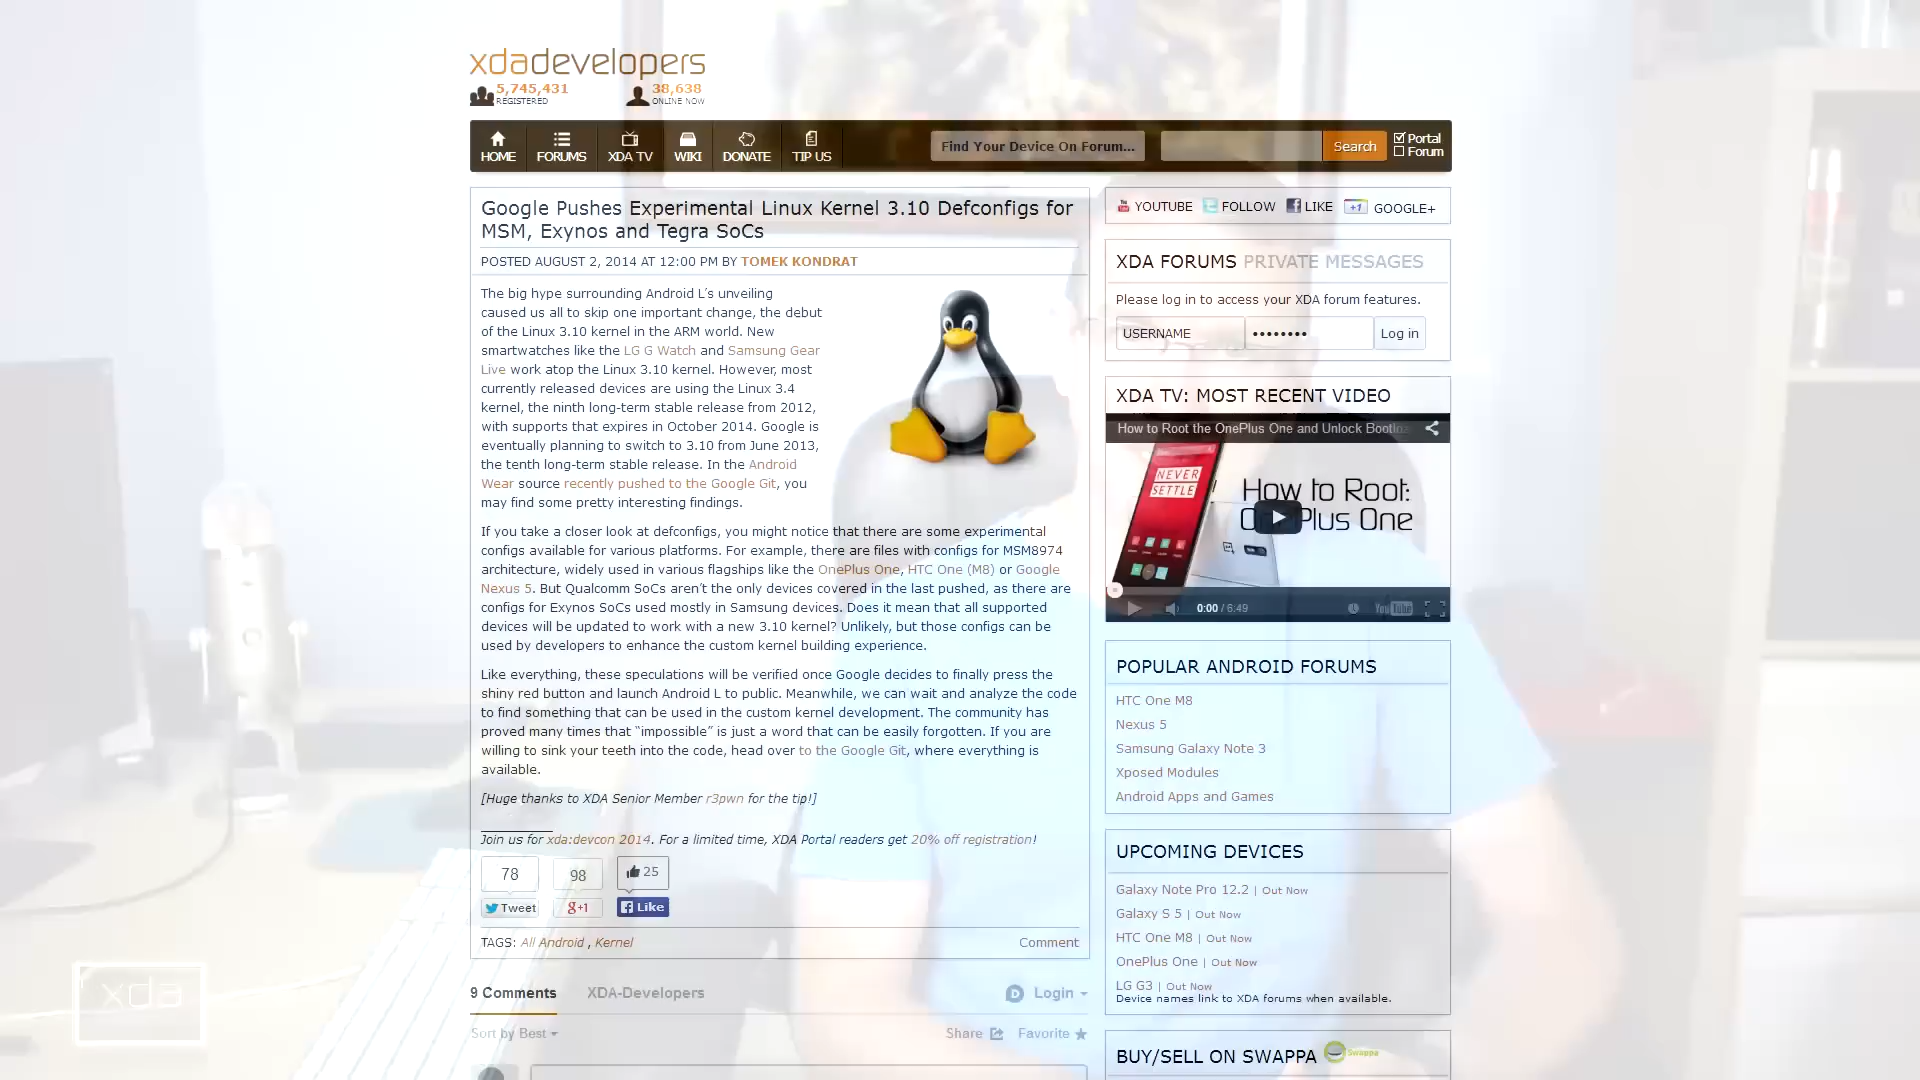 xdadevelopers
5,745,431
REGISTERED
38,638
ONLINE NOW
HOME
FORUMS
XDA TV
WIKI
DONATE
TIP US
Find Your Device On Forum...
Search
Portal
Forum
Google Pushes Experimental Linux Kernel 3.10 Defconfigs for
MSM, Exynos and Tegra SoCs
POSTED AUGUST 2, 2014 AT 12:00 PM BY TOMEK KONDRAT
The big hype surrounding Android L's unveiling
caused us all to skip one important change, the debut
of the Linux 3.10 kernel in the ARM world. New
smartwatches like the LG G Watch and Samsung Gear
Live work atop the Linux 3.10 kernel. However, most
currently released devices are using the Linux 3.4
kernel, the ninth long-term stable release from 2012,
with supports that expires in October 2014. Google is
eventually planning to switch to 3.10 from June 2013,
the tenth long-term stable release. In the Android
Wear source recently pushed to the Google Git, you
may find some pretty interesting findings.
If you take a closer look at defconfigs, you might notice that there are some experimental
configs available for various platforms. For example, there are files with configs for MSM8974
architecture, widely used in various flagships like the OnePlus One, HTC One (M8) or Google
Nexus 5. But Qualcomm SoCs aren't the only devices covered in the last pushed, as there are
configs for Exynos SoCs used mostly in Samsung devices. Does it mean that all supported
devices will be updated to work with a new 3.10 kernel? Unlikely, but those configs can be
used by developers to enhance the custom kernel building experience.
Like everything, these speculations will be verified once Google decides to finally press the
shiny red button and launch Android L to public. Meanwhile, we can wait and analyze the code
to find something that can be used in the custom kernel development. The community has
proved many times that "impossible" is just a word that can be easily forgotten. If you are
willing to sink your teeth into the code, head over to the Google Git, where everything is
available.
[Huge thanks to XDA Senior Member r3pwn for the tip!]
Join us for xda:devcon 2014. For a limited time, XDA Portal readers get 20% off registration!
78
98
25
Tweet
g+1
Like
TAGS: All Android , Kernel
Comment
9 Comments
XDA-Developers
Login
Sort by Best
Share
Favorite
YOUTUBE
FOLLOW
LIKE
+1
GOOGLE+
XDA FORUMS PRIVATE MESSAGES
Please log in to access your XDA forum features.
USERNAME
••••••••
Log in
XDA TV: MOST RECENT VIDEO
How to Root the OnePlus One and Unlock Bootloa
NEVER
SETTLE
How to Root:
OnePlus One
0:00 / 6:49
YouTube
POPULAR ANDROID FORUMS
HTC One M8
Nexus 5
Samsung Galaxy Note 3
Xposed Modules
Android Apps and Games
UPCOMING DEVICES
Galaxy Note Pro 12.2 | Out Now
Galaxy S 5 | Out Now
HTC One M8 | Out Now
OnePlus One | Out Now
LG G3 | Out Now
Device names link to XDA forums when available.
BUY/SELL ON SWAPPA
Swappa
xda